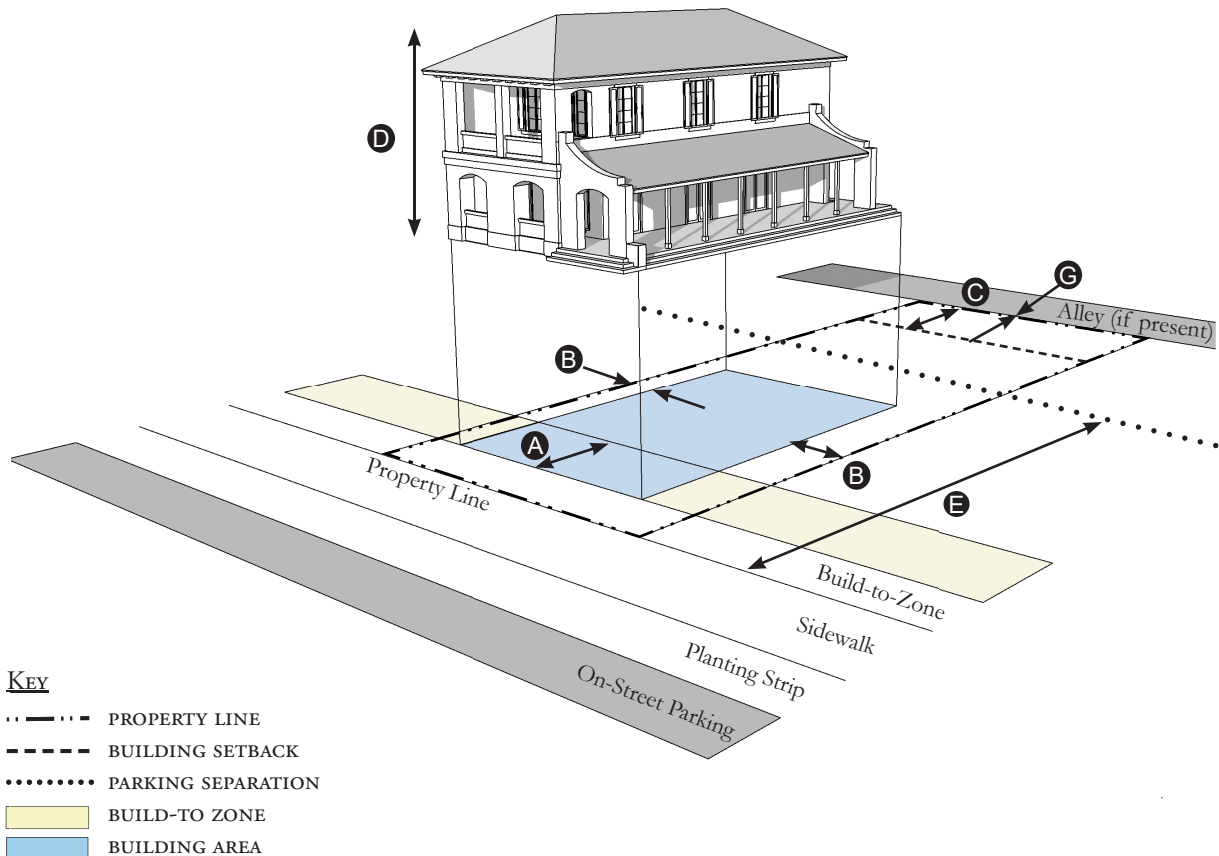 D
C
G
Alley (if present)
B
A
B
Property Line
E
Build-to-Zone
Sidewalk
Planting Strip
On-Street Parking
KEY
PROPERTY LINE
BUILDING SETBACK
PARKING SEPARATION
BUILD-TO ZONE
BUILDING AREA